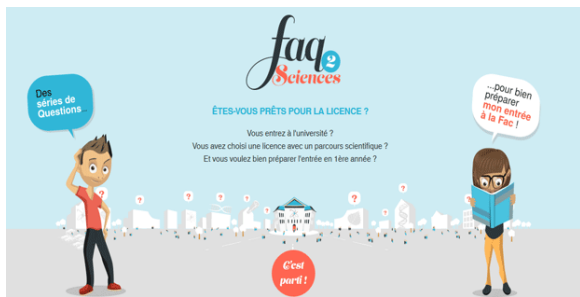 faq
2
Sciences
Des
séries de
Questions...
...pour bien
préparer
mon entrée
à la Fac !
ÊTES-VOUS PRÊTS POUR LA LICENCE ?
Vous entrez à l'université ?
Vous avez choisi une licence avec un parcours scientifique ?
Et vous voulez bien préparer l'entrée en 1ère année ?
?
?
?
?
?
?
?
?
C'est
parti !